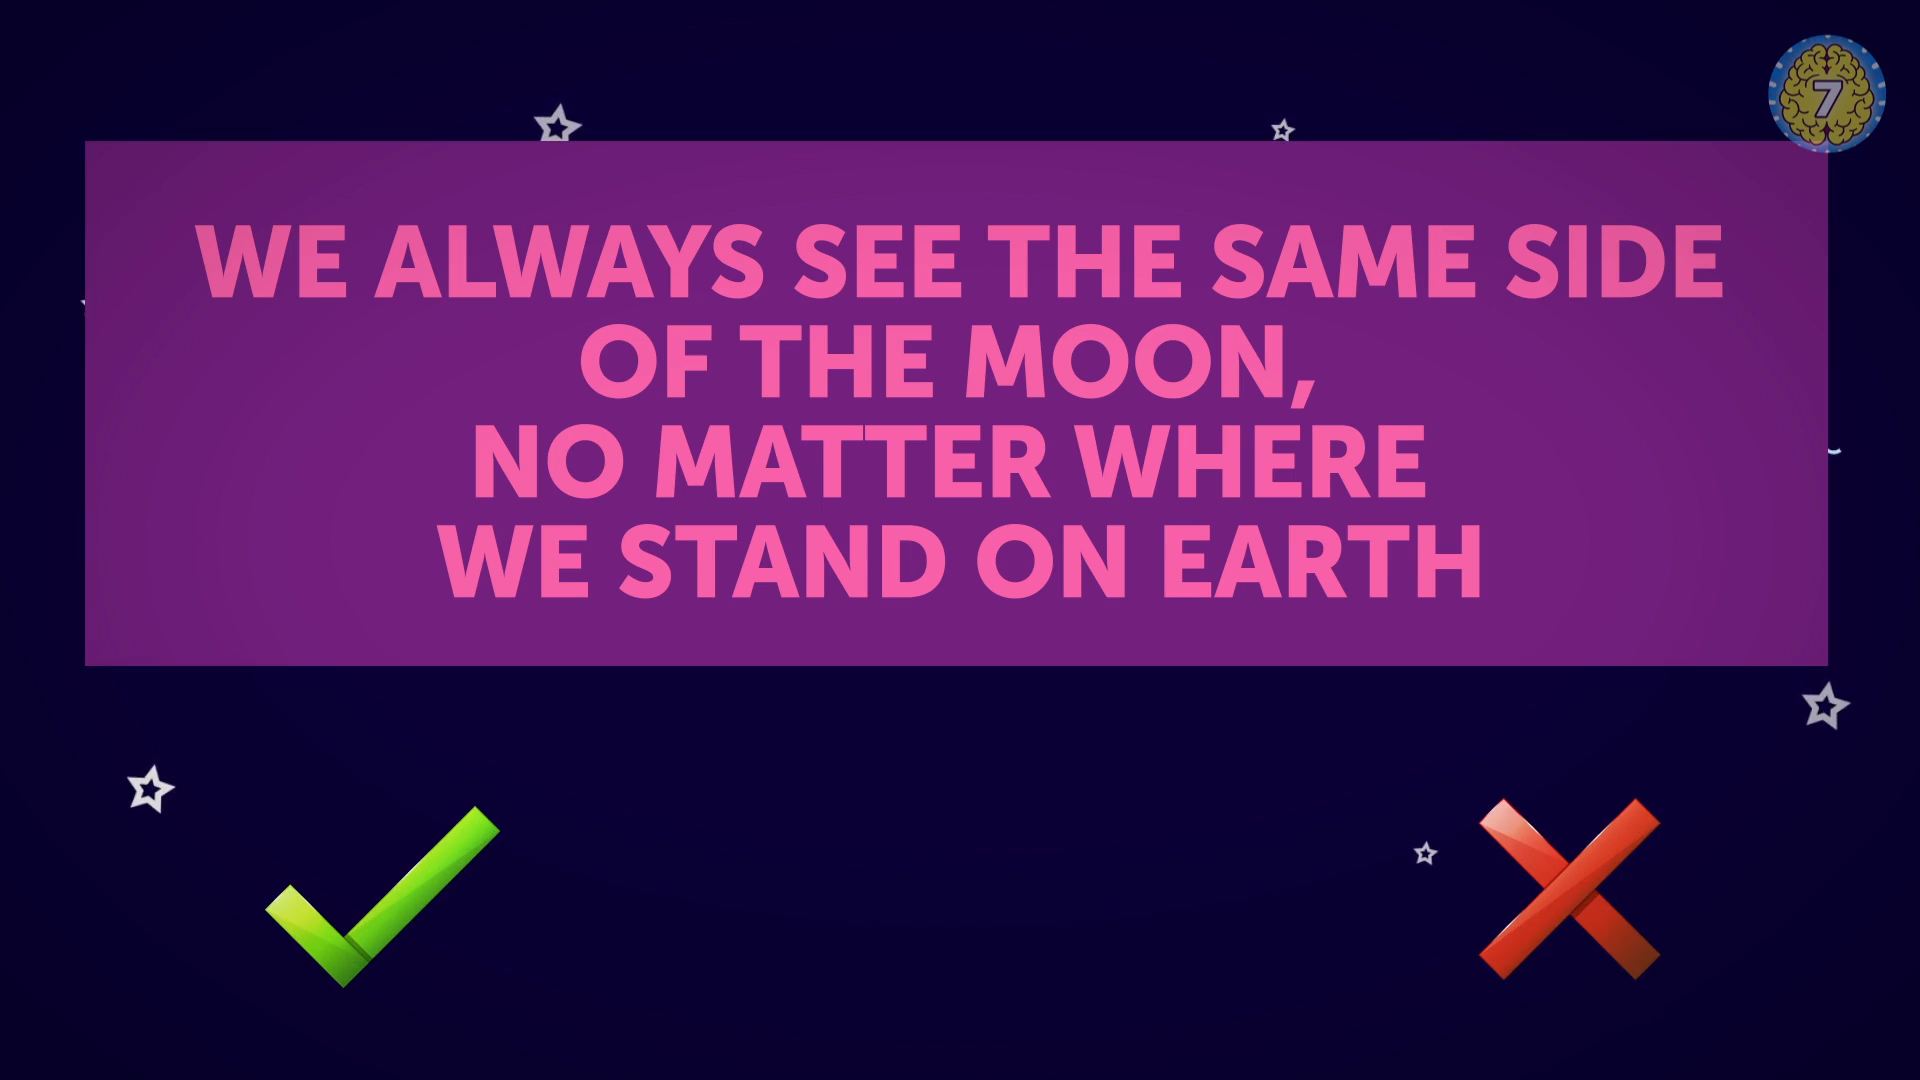 7
WE ALWAYS SEE THE SAME SIDE
OF THE MOON,
NO MATTER WHERE
WE STAND ON EARTH